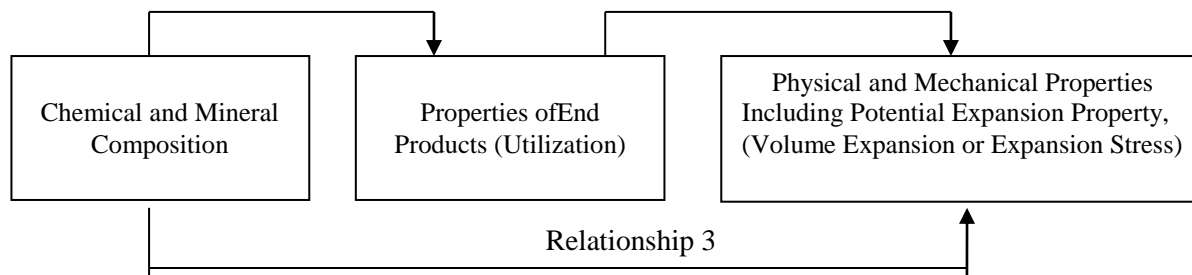 Chemical and Mineral
Composition
Properties ofEnd
Products (Utilization)
Physical and Mechanical Properties
Including Potential Expansion Property,
(Volume Expansion or Expansion Stress)
Relationship 3